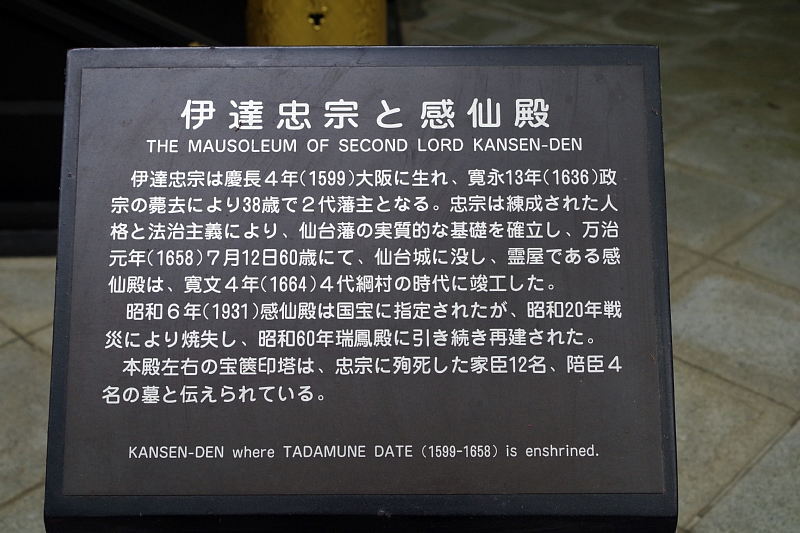 伊達忠宗と感仙殿
THE MAUSOLEUM OF SECOND LORD KANSEN-DEN
伊達忠宗は慶長４年(1599)大阪に生れ、寛永13年(1636)政
宗の薨去により38歳で２代藩主となる。忠宗は練成された人
格と法治主義により、仙台藩の実質的な基礎を確立し、万治
元年(1658)７月12日60歳にて、仙台城に没し、霊屋である感
仙殿は、寛文４年(1664)４代綱村の時代に竣工した。
昭和６年(1931)感仙殿は国宝に指定されたが、昭和20年戦
災により焼失し、昭和60年瑞鳳殿に引き続き再建された。
本殿左右の宝篋印塔は、忠宗に殉死した家臣12名、陪臣４
名の墓と伝えられている。
KANSEN-DEN where TADAMUNE DATE (1599-1658) is enshrined.